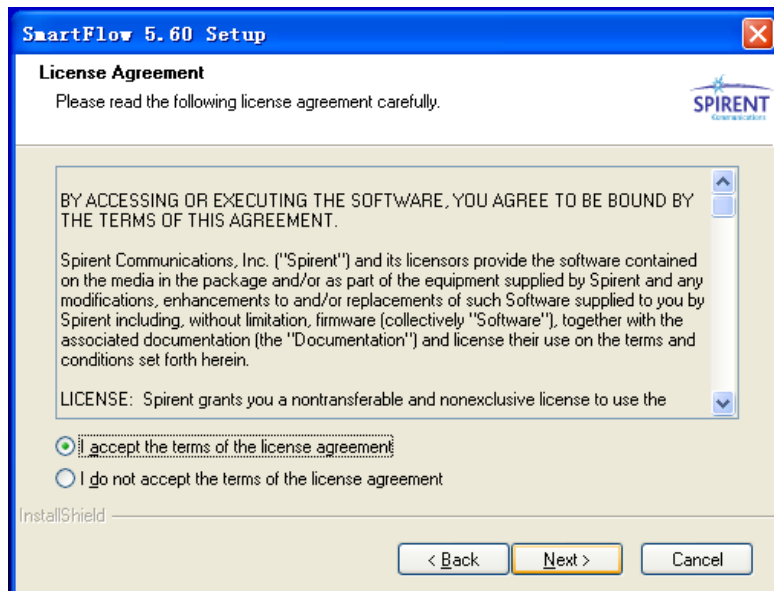 SmartFlow 5.60 Setup
License Agreement
Please read the following license agreement carefully.
SPIRENT
Communications
BY ACCESSING OR EXECUTING THE SOFTWARE, YOU AGREE TO BE BOUND BY
THE TERMS OF THIS AGREEMENT.
Spirent Communications, Inc. ("Spirent") and its licensors provide the software contained
on the media in the package and/or as part of the equipment supplied by Spirent and any
modifications, enhancements to and/or replacements of such Software supplied to you by
Spirent including, without limitation, firmware (collectively "Software"), together with the
associated documentation (the "Documentation") and license their use on the terms and
conditions set forth herein.
LICENSE: Spirent grants you a nontransferable and nonexclusive license to use the
I accept the terms of the license agreement
I do not accept the terms of the license agreement
InstallShield
< Back
Next >
Cancel